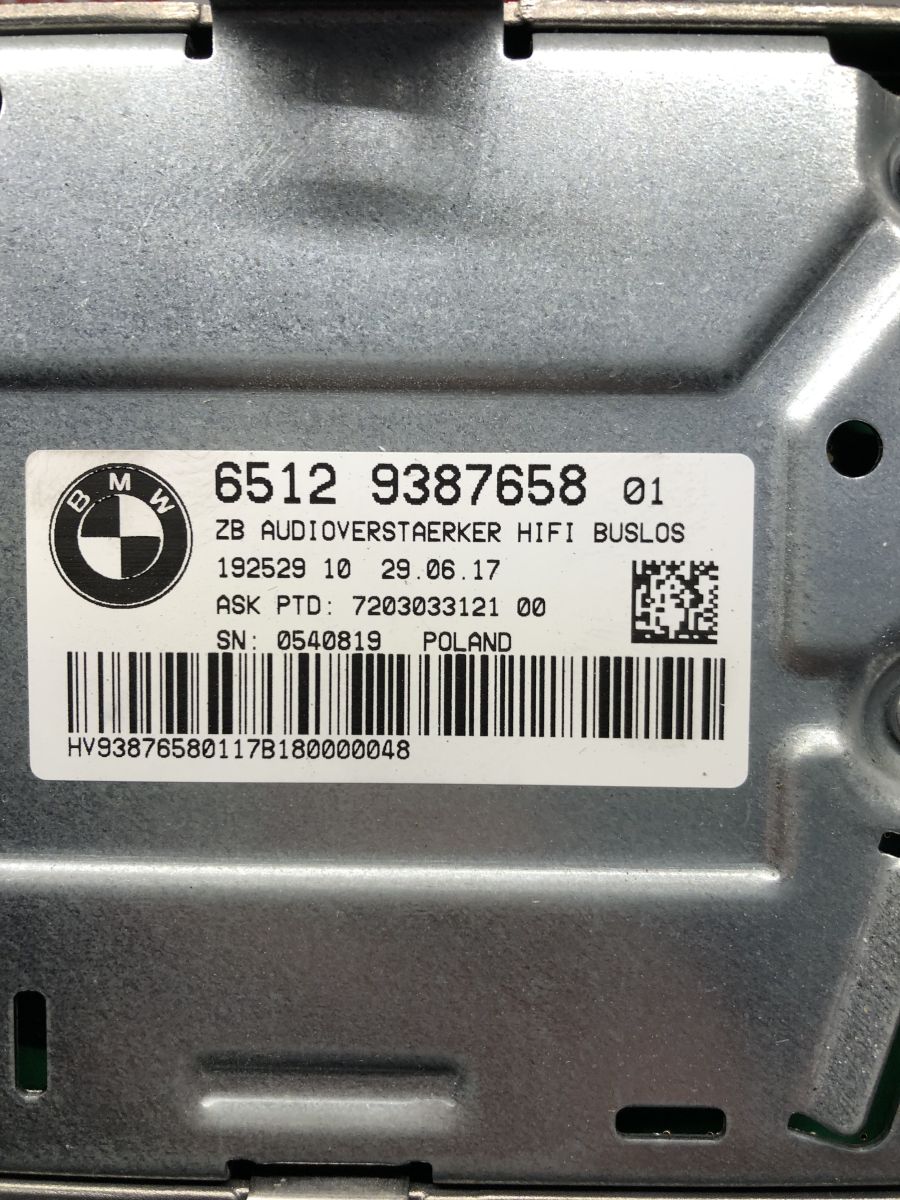 BMW
6512 9387658 01
ZB AUDIOVERSTAERKER HIFI BUSLOS
192529 10 29.06.17
ASK PTD: 7203033121 00
SN: 0540819 POLAND
HV93876580117B180000048